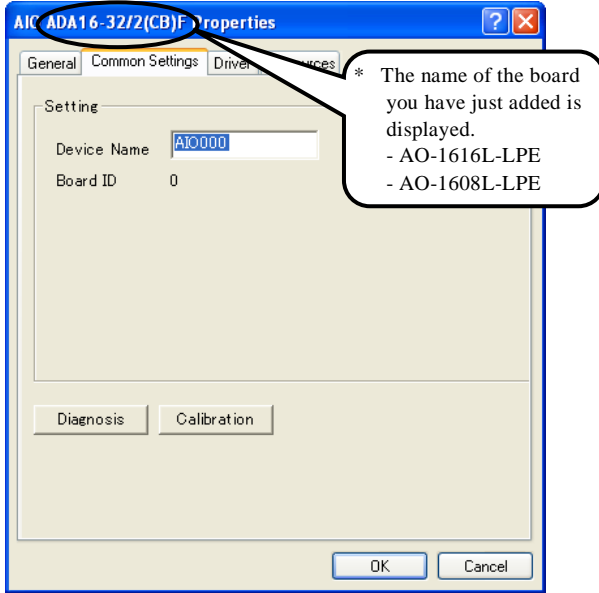 AIO ADA16-32/2(CB)F Properties
* The name of the board
you have just added is
displayed.
- AO-1616L-LPE
- AO-1608L-LPE
General Common Settings Driver
Setting
Device Name AIO000
Board ID 0
Diagnosis Calibration
OK Cancel